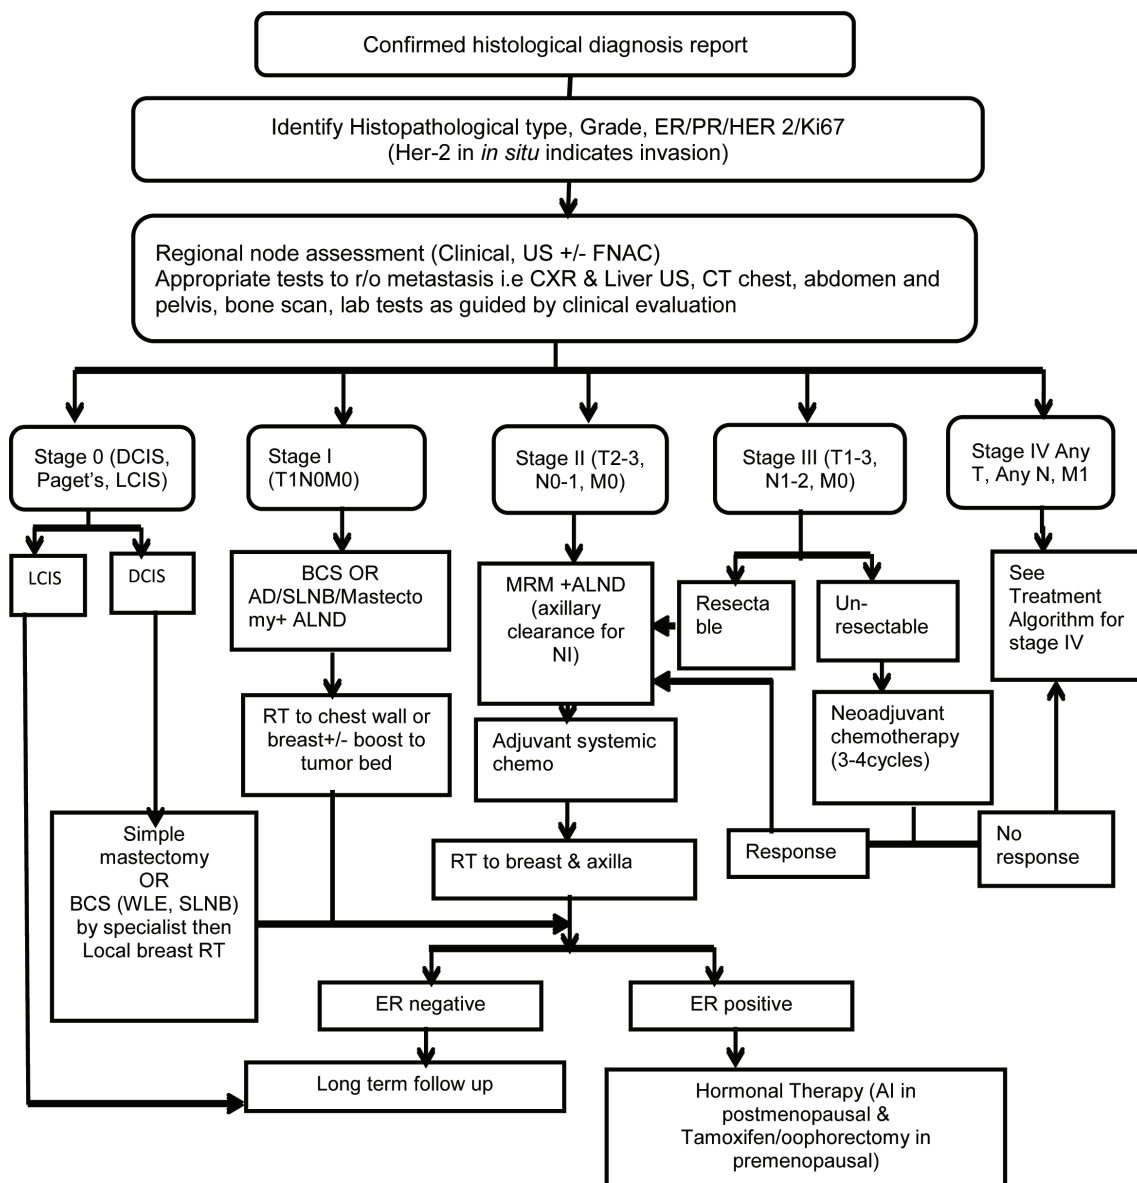 Confirmed histological diagnosis report
Identify Histopathological type, Grade, ER/PR/HER 2/Ki67
(Her-2 in in situ indicates invasion)
Regional node assessment (Clinical, US +/- FNAC)
Appropriate tests to r/o metastasis i.e CXR & Liver US, CT chest, abdomen and
pelvis, bone scan, lab tests as guided by clinical evaluation
Stage 0 (DCIS,
Paget's, LCIS)
Stage I
(T1N0M0)
Stage II (T2-3,
N0-1, M0)
Stage III (T1-3,
N1-2, M0)
Stage IV Any
T, Any N, M1
LCIS
DCIS
BCS OR
AD/SLNB/Mastecto
my+ ALND
MRM +ALND
(axillary
clearance for
NI)
Resecta
ble
Un-
resectable
See
Treatment
Algorithm for
stage IV
RT to chest wall or
breast+/- boost to
tumor bed
Adjuvant systemic
chemo
Neoadjuvant
chemotherapy
(3-4cycles)
Simple
mastectomy
OR
BCS (WLE, SLNB)
by specialist then
Local breast RT
RT to breast & axilla
Response
No
response
ER negative
ER positive
Long term follow up
Hormonal Therapy (AI in
postmenopausal &
Tamoxifen/oophorectomy in
premenopausal)